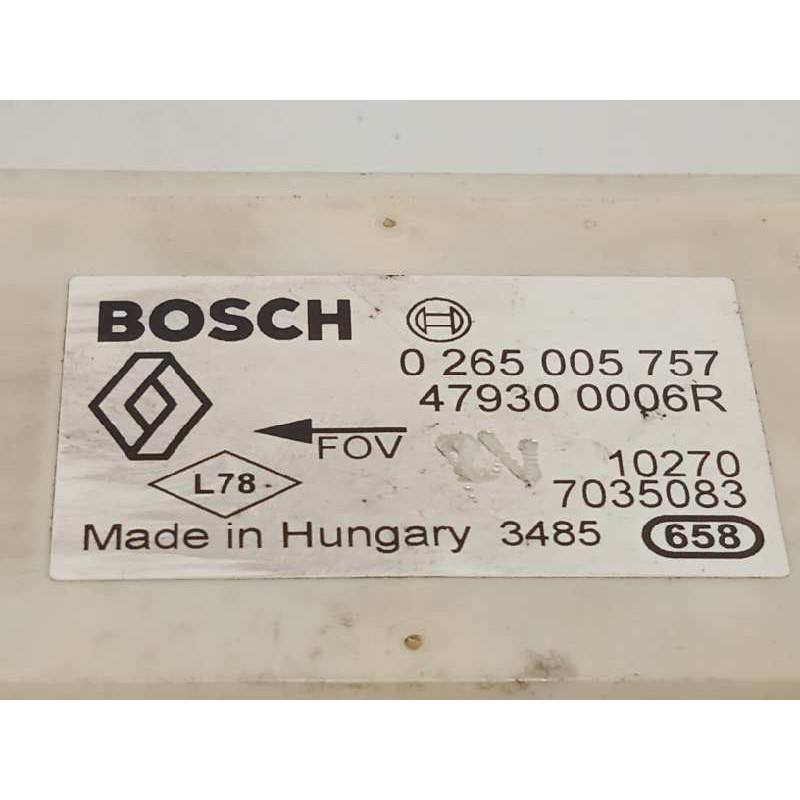 BOSCH
0 265 005 757
47930 0006R
FOV
10270
L78
7035083
Made in Hungary 3485 658